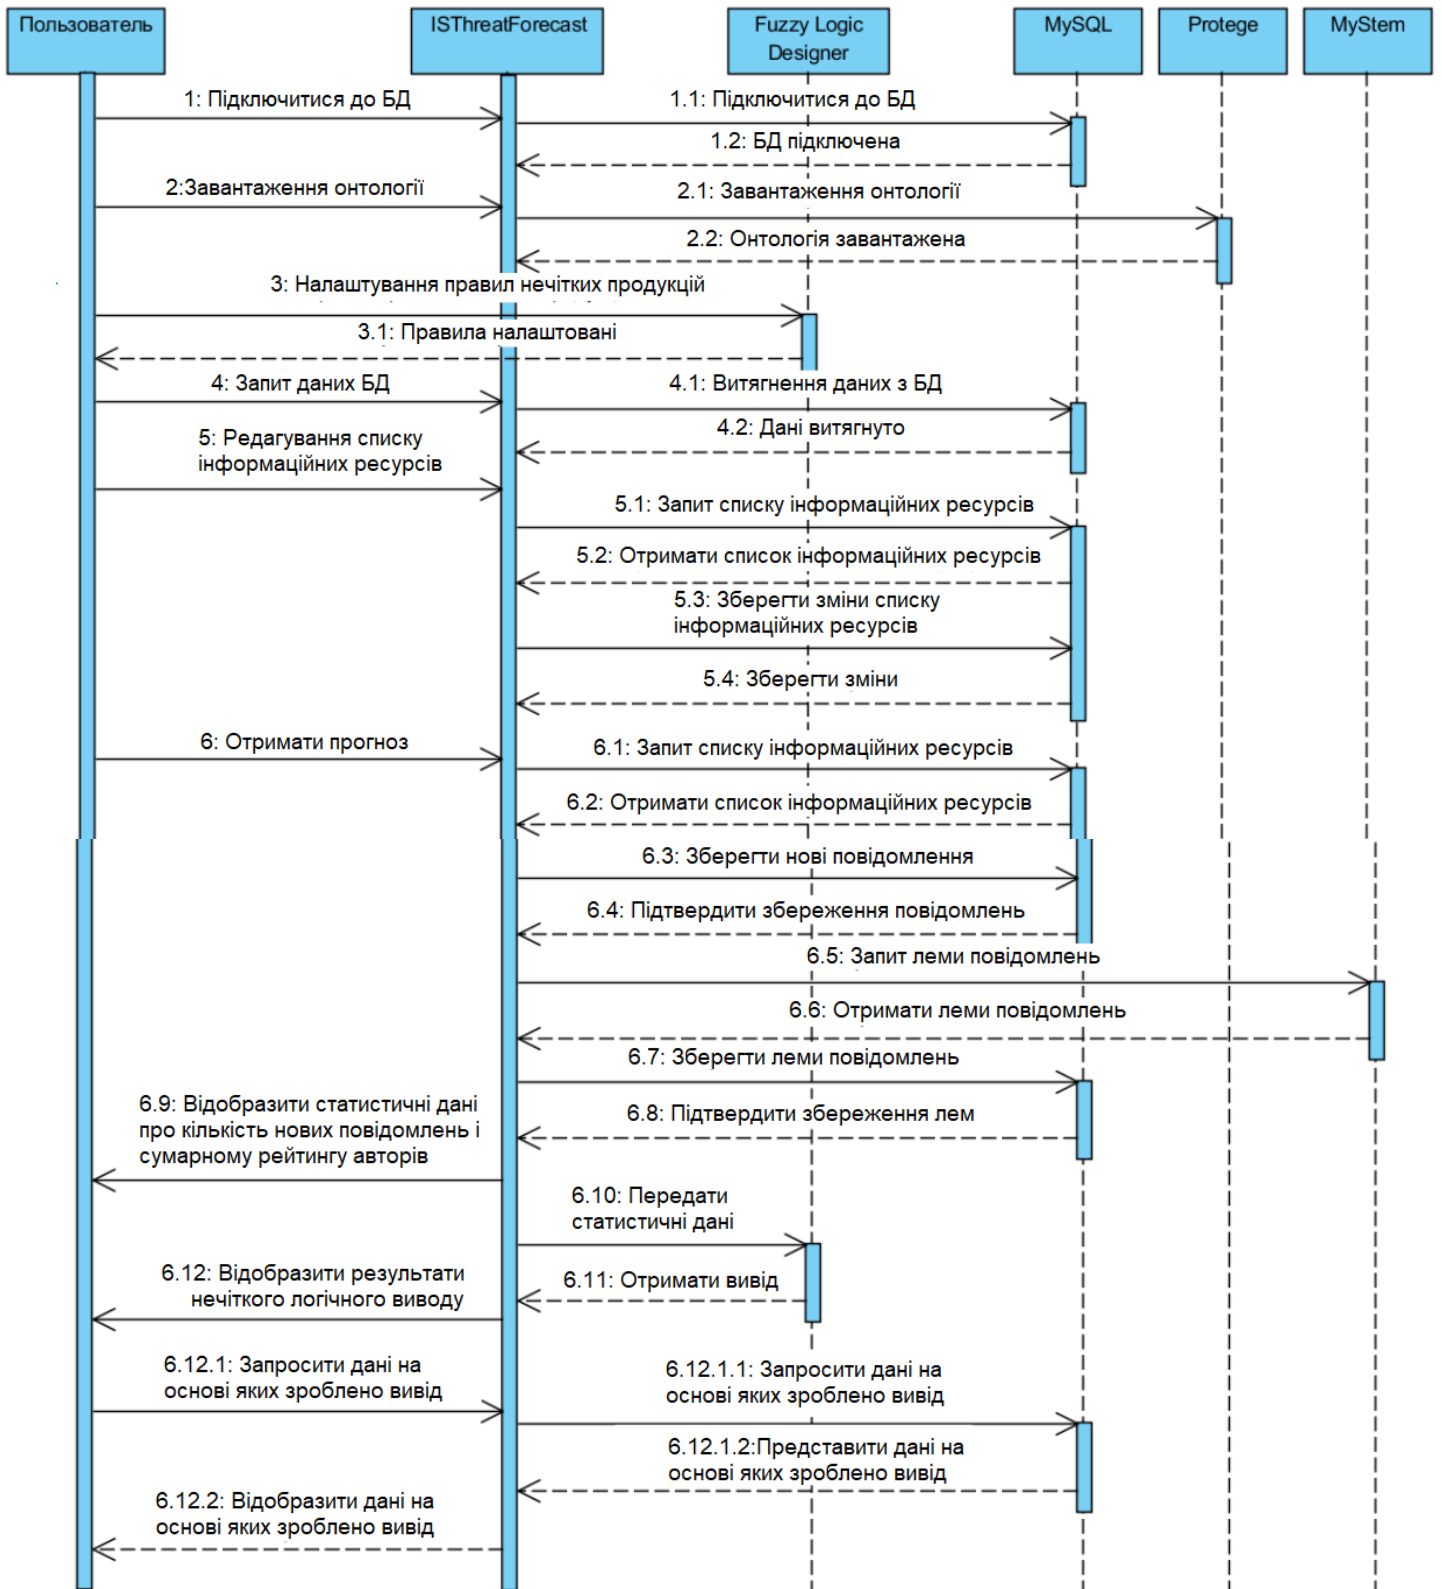 Пользователь
ISThreatForecast
Fuzzy Logic
Designer
MySQL
Protege
MyStem
1: Підключитися до БД
1.1: Підключитися до БД
1.2: БД підключена
2:Завантаження онтології
2.1: Завантаження онтології
2.2: Онтологія завантажена
3: Налаштування правил нечітких продукцій
3.1: Правила налаштовані
4: Запит даних БД
4.1: Витягнення даних з БД
4.2: Дані витягнуто
5: Редагування списку
інформаційних ресурсів
5.1: Запит списку інформаційних ресурсів
5.2: Отримати список інформаційних ресурсів
5.3: Зберегти зміни списку
інформаційних ресурсів
5.4: Зберегти зміни
6: Отримати прогноз
6.1: Запит списку інформаційних ресурсів
6.2: Отримати список інформаційних ресурсів
6.3: Зберегти нові повідомлення
6.4: Підтвердити збереження повідомлень
6.5: Запит леми повідомлень
6.6: Отримати леми повідомлень
6.7: Зберегти леми повідомлень
6.8: Підтвердити збереження лем
6.9: Відобразити статистичні дані
про кількість нових повідомлень і
сумарному рейтингу авторів
6.10: Передати
статистичні дані
6.11: Отримати вивід
6.12: Відобразити результати
нечіткого логічного виводу
6.12.1: Запросити дані на
основі яких зроблено вивід
6.12.1.1: Запросити дані на
основі яких зроблено вивід
6.12.1.2:Представити дані на
основі яких зроблено вивід
6.12.2: Відобразити дані на
основі яких зроблено вивід